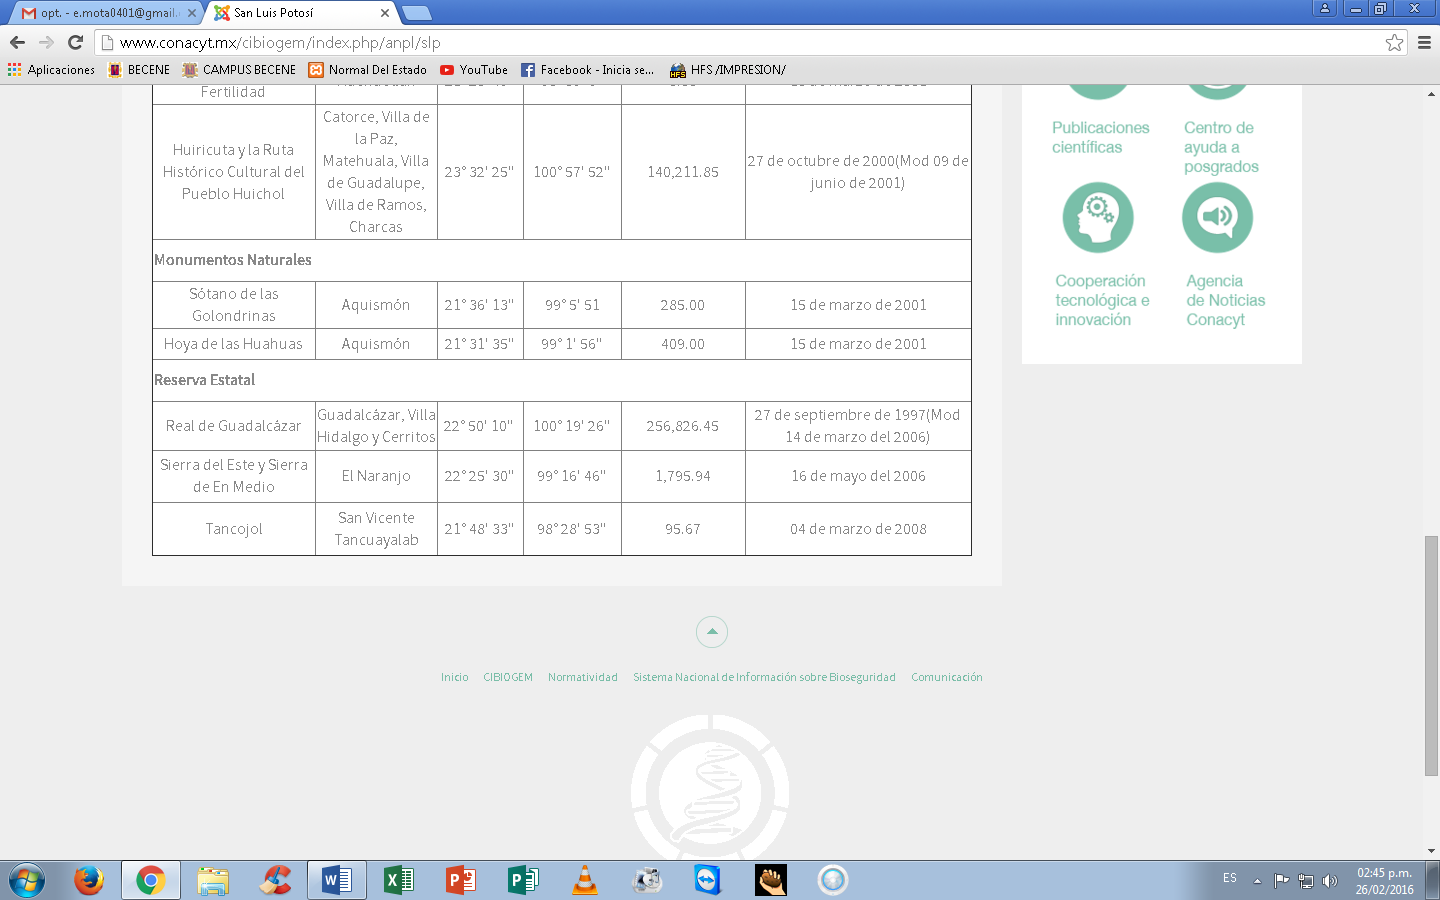 opt. - e.mota0401@gmail.
San Luis Potosí
www.conacyt.mx/cibiogem/index.php/anpl/slp
Aplicaciones
BECENE
CAMPUS BECENE
Normal Del Estado
YouTube
Facebook - Inicia se...
HFS /IMPRESION/
Fertilidad
Huiricuta y la Ruta
Histórico Cultural del
Pueblo Huichol
Catorce, Villa de
la Paz,
Matehuala, Villa
de Guadalupe,
Villa de Ramos,
Charcas
23° 32' 25"
100° 57' 52"
140,211.85
27 de octubre de 2000(Mod 09 de
junio de 2001)
Monumentos Naturales
Sótano de las
Golondrinas
Aquismón
21° 36' 13"
99° 5' 51
285.00
15 de marzo de 2001
Hoya de las Huahuas
Aquismón
21° 31' 35"
99° 1' 56"
409.00
15 de marzo de 2001
Reserva Estatal
Real de Guadalcázar
Guadalcázar, Villa
Hidalgo y Cerritos
22° 50' 10"
100° 19' 26"
256,826.45
27 de septiembre de 1997(Mod
14 de marzo del 2006)
Sierra del Este y Sierra
de En Medio
El Naranjo
22° 25' 30"
99° 16' 46"
1,795.94
16 de mayo del 2006
Tancojol
San Vicente
Tancuayalab
21° 48' 33"
98° 28' 53"
95.67
04 de marzo de 2008
Publicaciones
científicas
Centro de
ayuda a
posgrados
Cooperación
tecnológica e
innovación
Agencia
de Noticias
Conacyt
Inicio
CIBIOGEM
Normatividad
Sistema Nacional de Información sobre Bioseguridad
Comunicación
ES
02:45 p.m.
26/02/2016